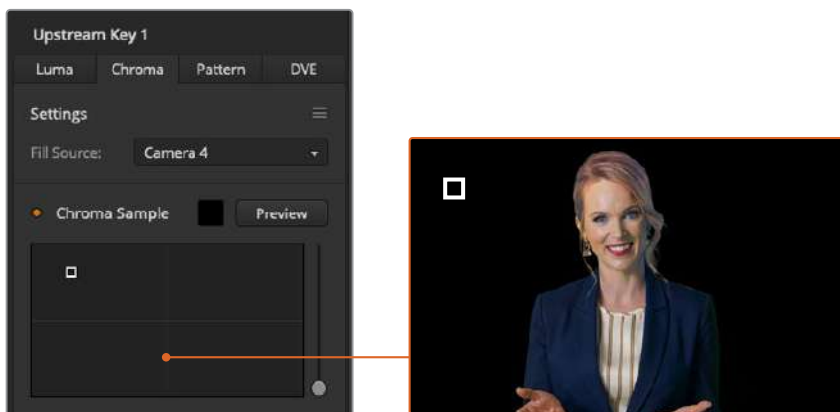 Upstream Key 1
Luma Chroma Pattern DVE
Settings
Fill Source: Camera 4
Chroma Sample Preview